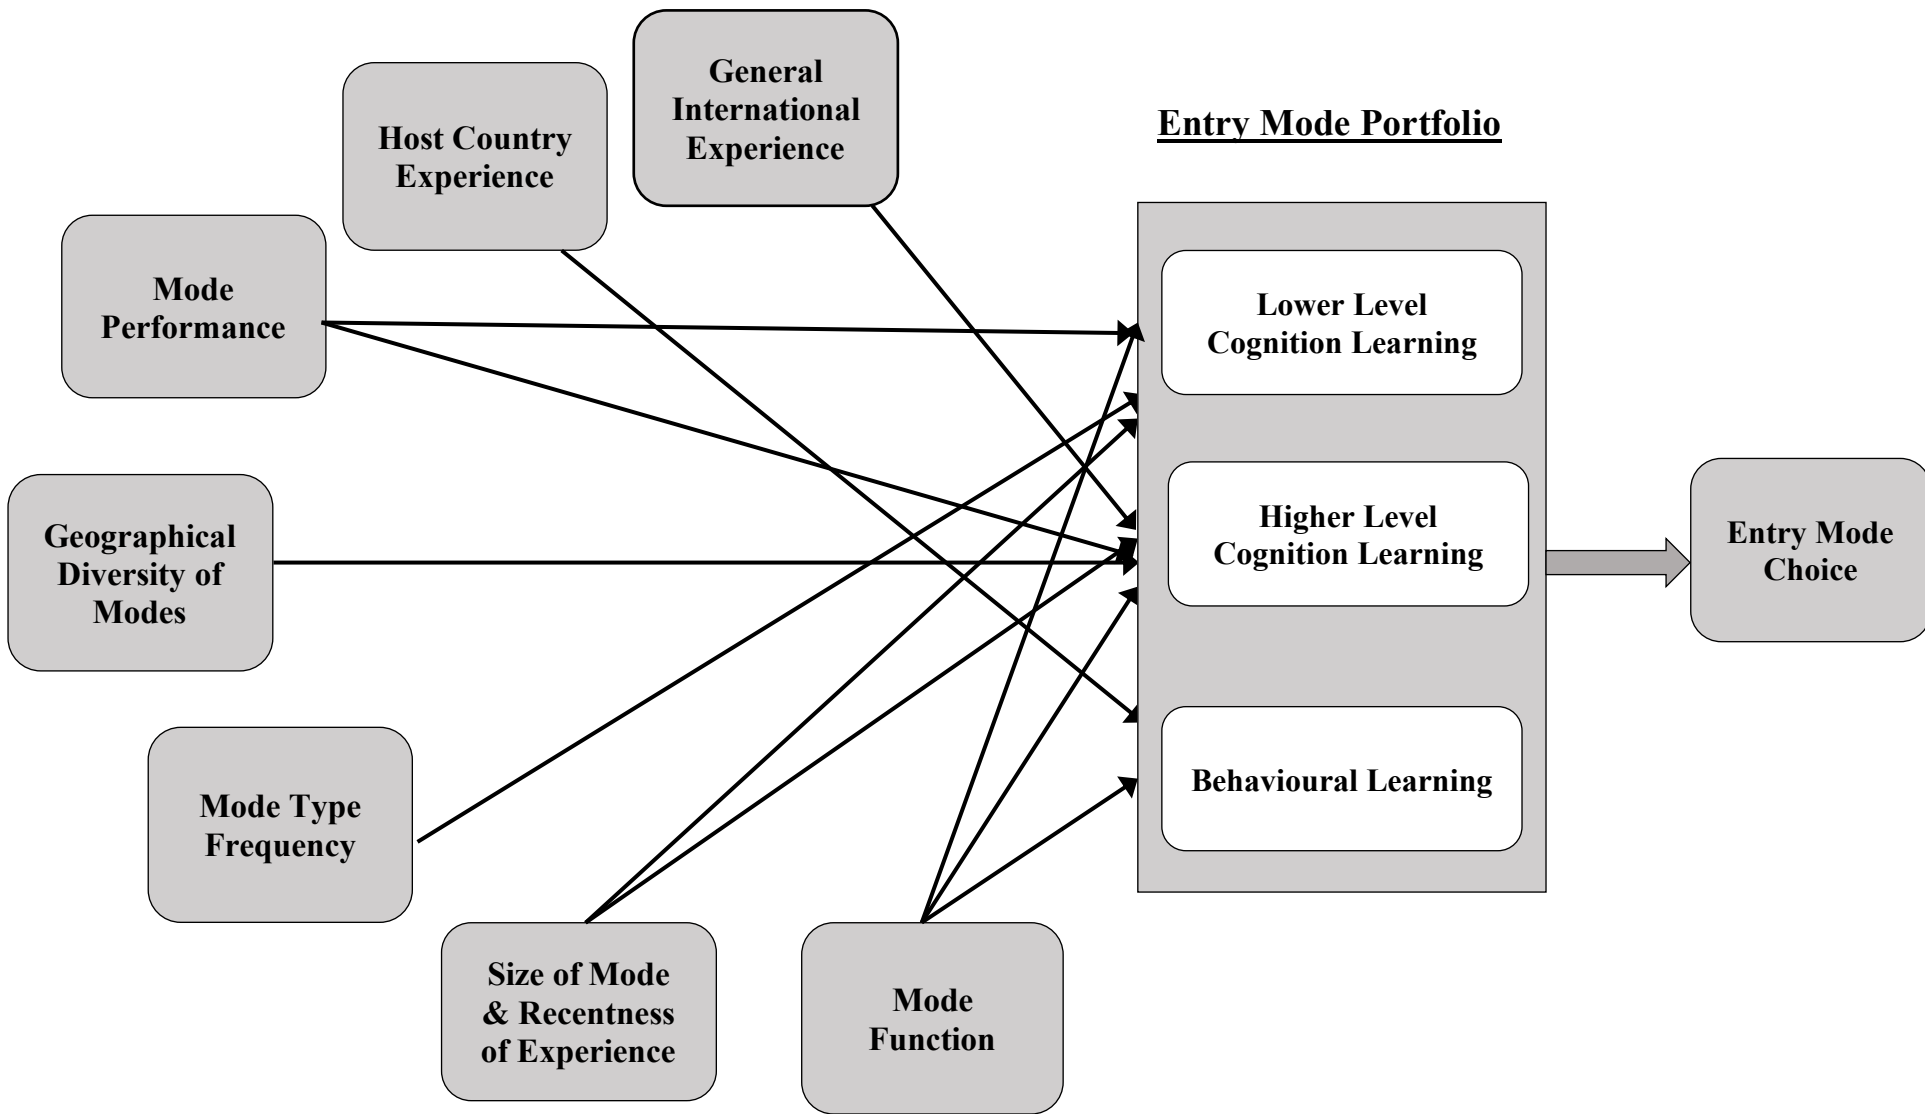 General
International
Experience
Host Country
Experience
Entry Mode Portfolio
Mode
Performance
Lower Level
Cognition Learning
Geographical
Diversity of
Modes
Higher Level
Cognition Learning
Entry Mode
Choice
Mode Type
Frequency
Behavioural Learning
Size of Mode
& Recentness
of Experience
Mode
Function